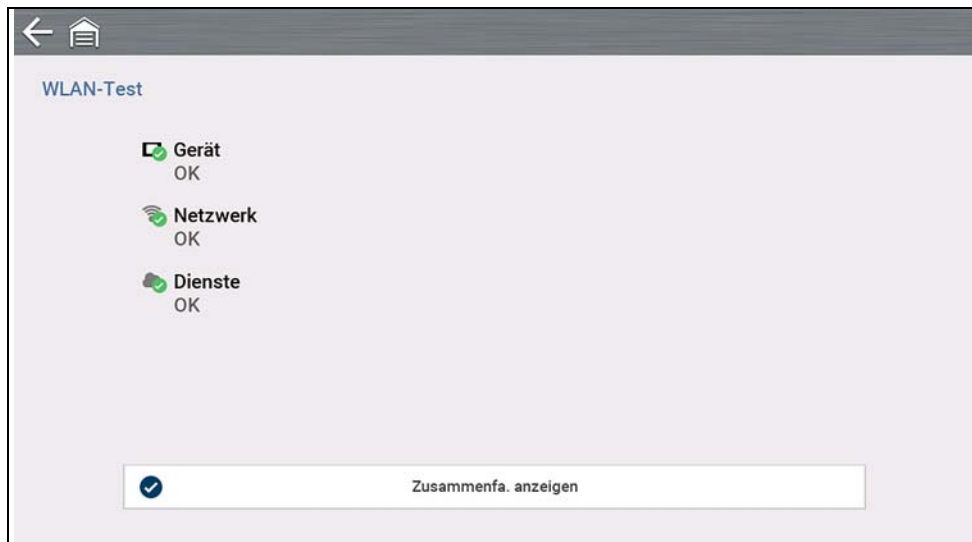 WLAN-Test
Gerät
OK
Netzwerk
OK
Dienste
OK
Zusammenfa. anzeigen